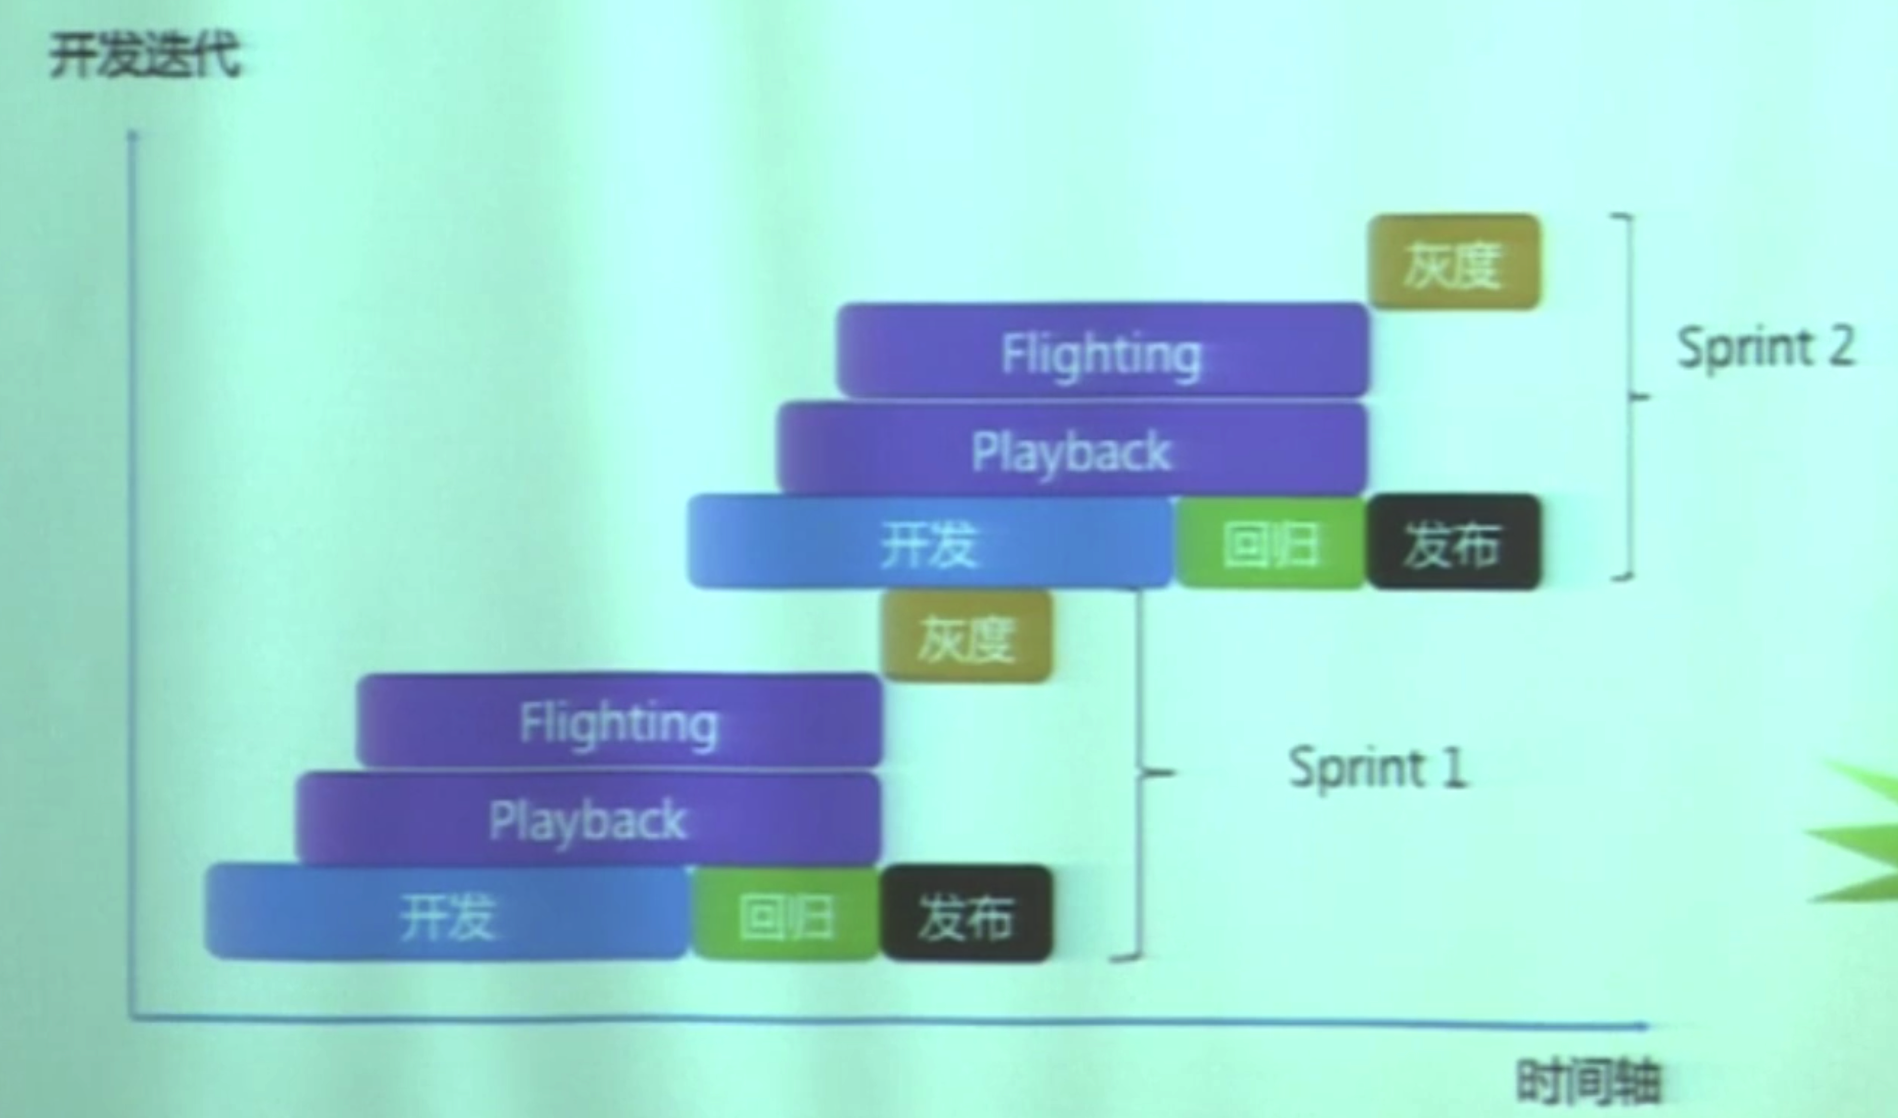 开发迭代
灰度
Flighting
Sprint 2
Playback
开发
回归
发布
灰度
Flighting
Sprint 1
Playback
开发
回归
发布
时间轴